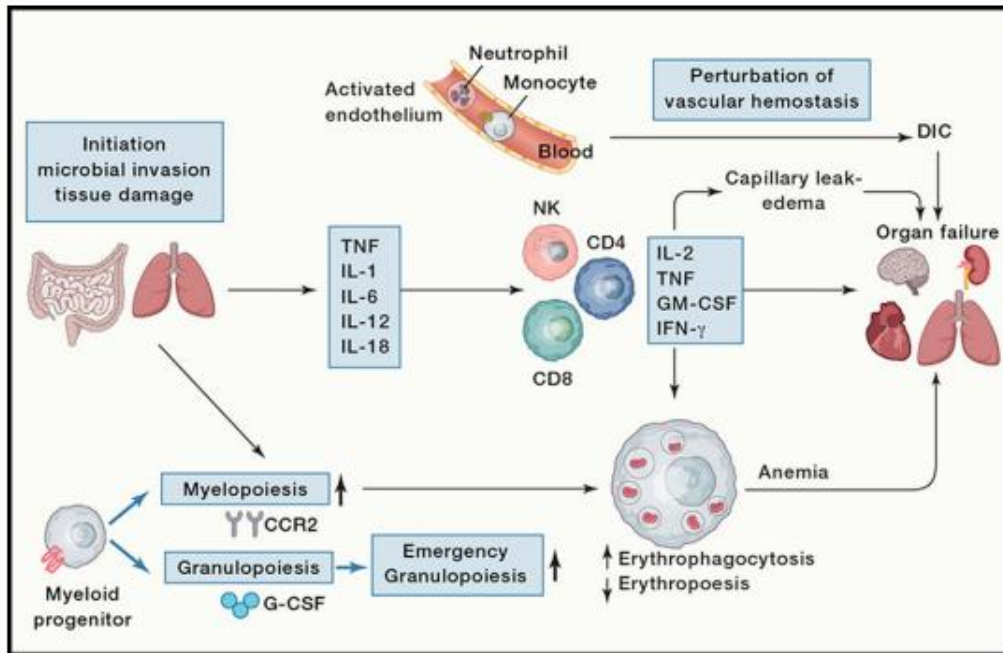 Neutrophil
Monocyte
Activated
endothelium
Blood
Perturbation of
vascular hemostasis
DIC
Initiation
microbial invasion
tissue damage
Capillary leak-
edema
Organ failure
TNF
IL-1
IL-6
IL-12
IL-18
NK
CD4
CD8
IL-2
TNF
GM-CSF
IFN-γ
Myelopoiesis
CCR2
Anemia
Myeloid
progenitor
Granulopoiesis
G-CSF
Emergency
Granulopoiesis
Erythrophagocytosis
Erythropoesis